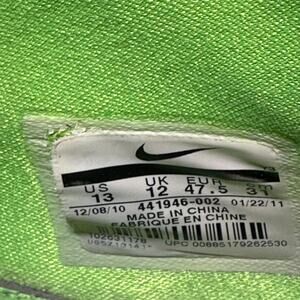 US UK EUR
13 12 47.5 31
12/08/10 441946-002 01/22/11
MADE IN CHINA
FABRIQUE EN CHINE
102631178
UPC 00885179262530